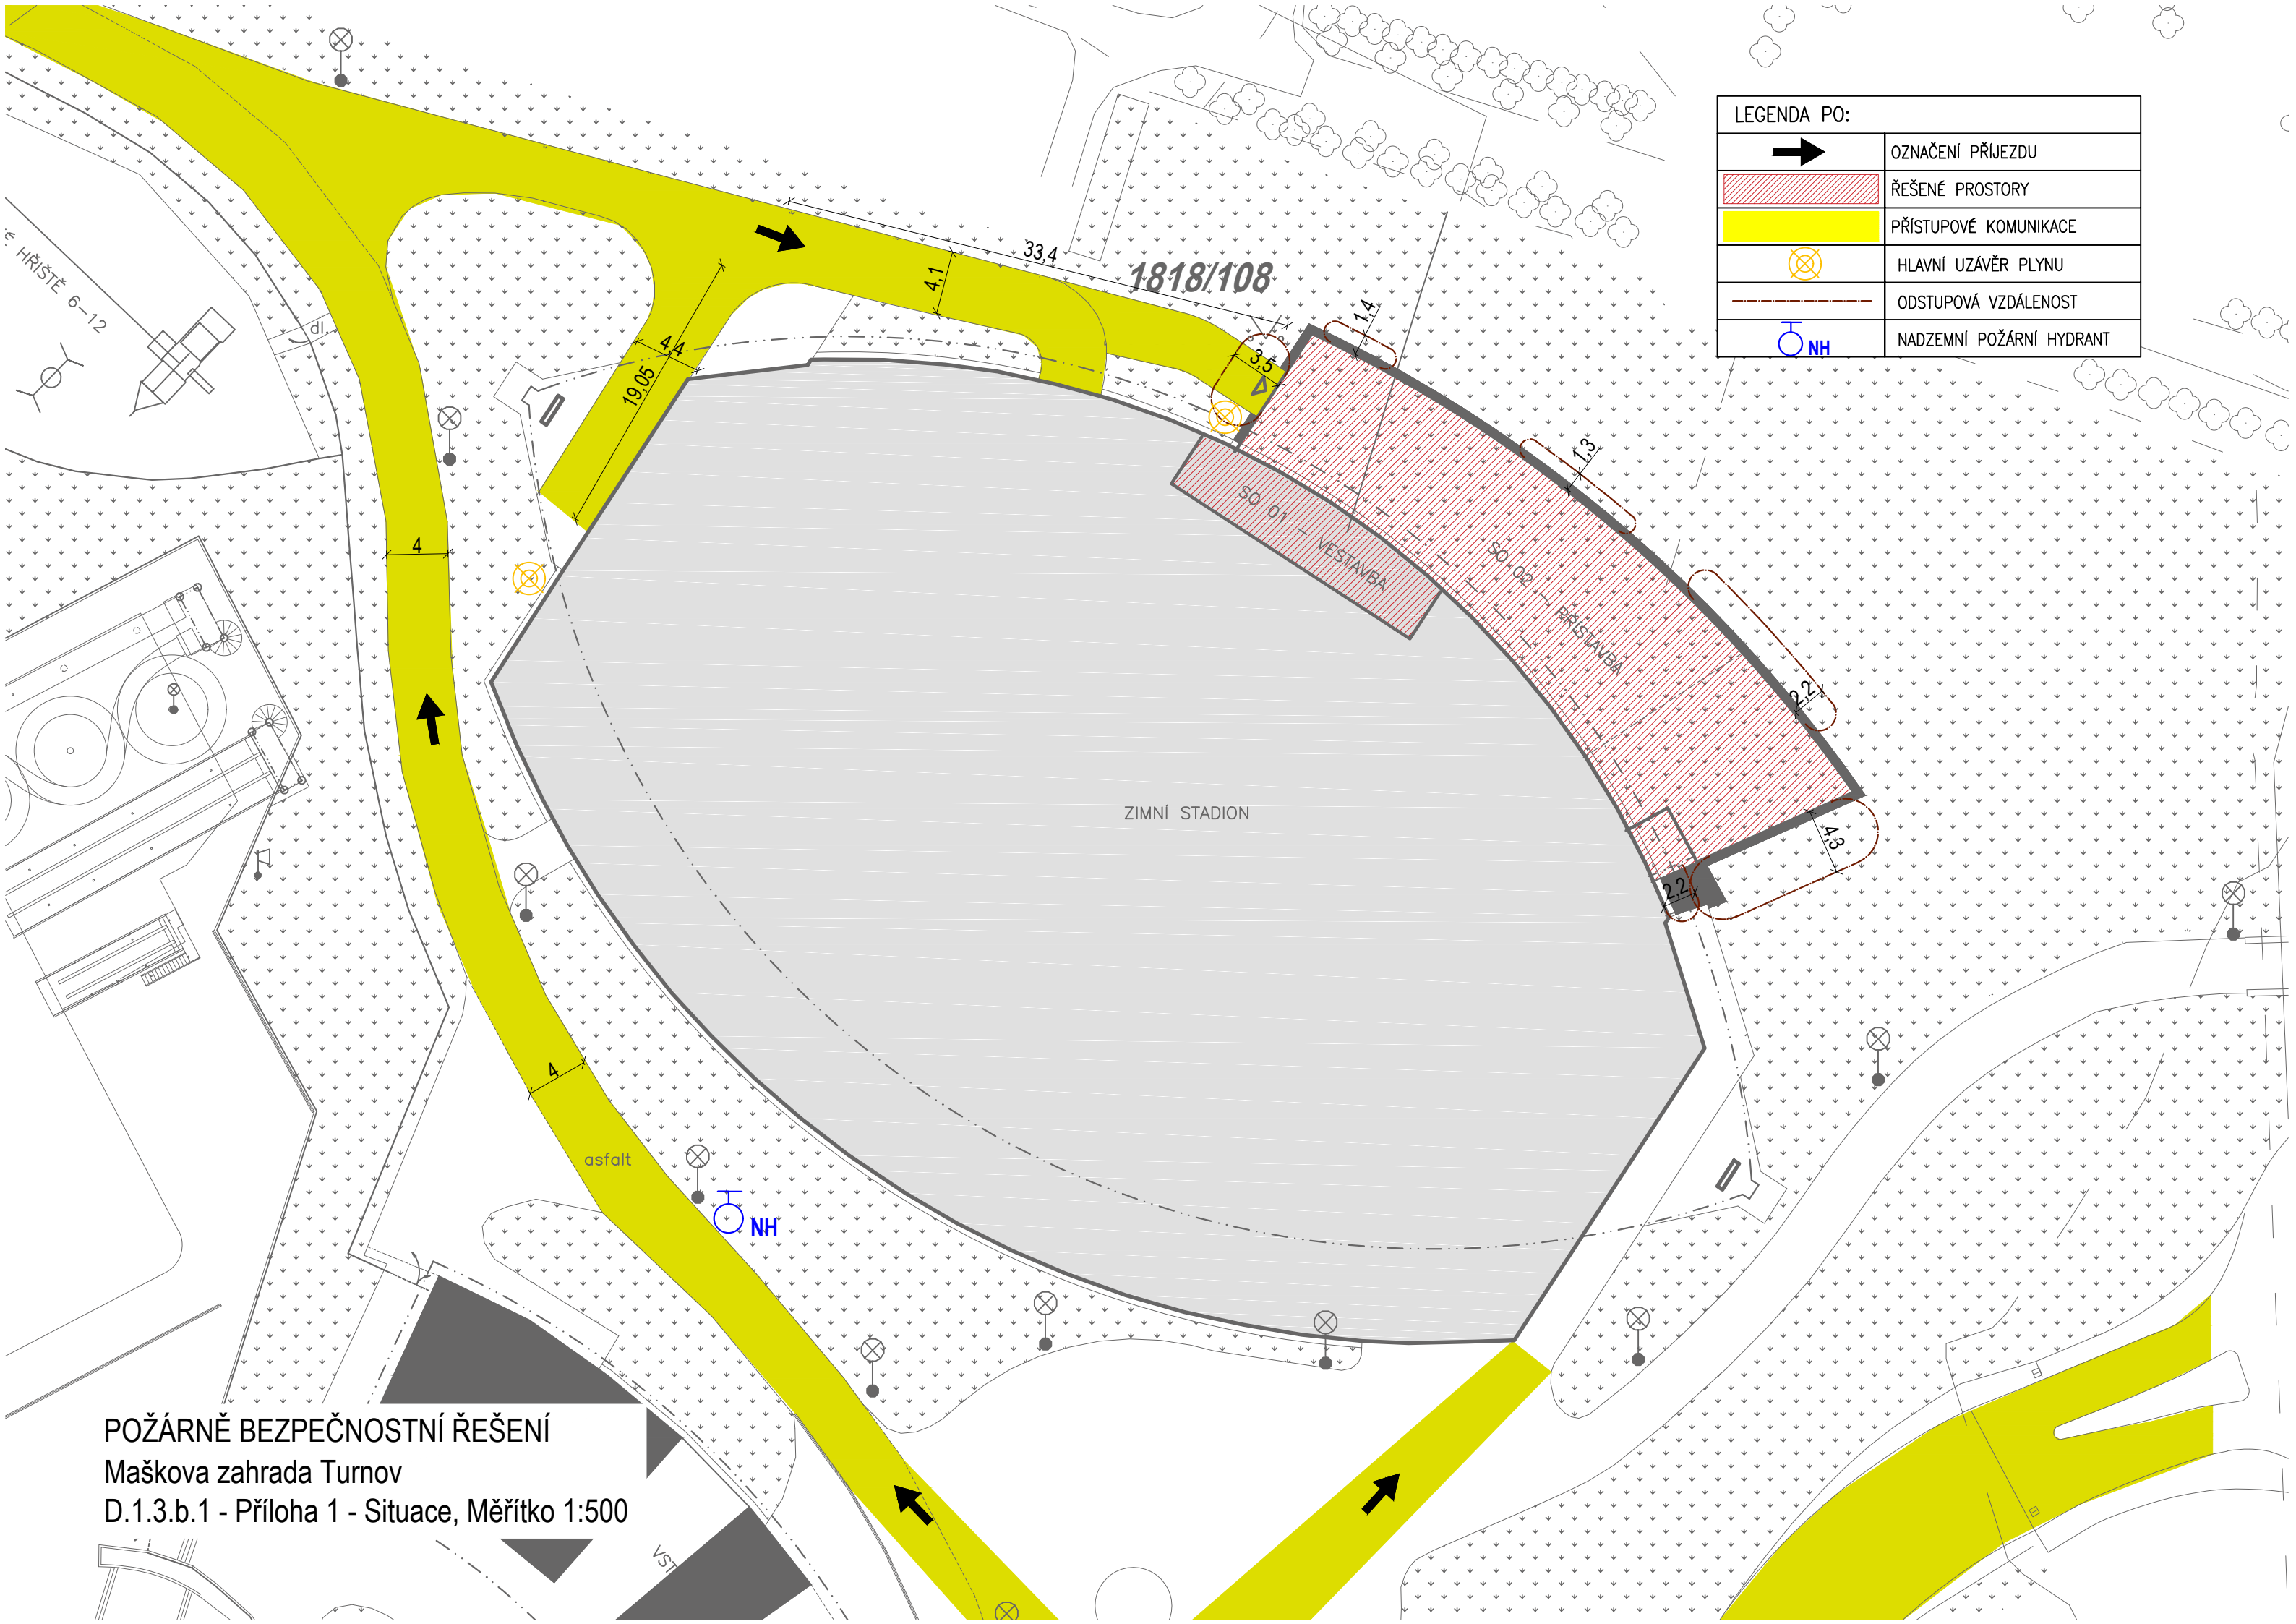 LEGENDA PO:
OZNAČENÍ PŘÍJEZDU
ŘEŠENÉ PROSTORY
PŘÍSTUPOVÉ KOMUNIKACE
HLAVNÍ UZÁVĚR PLYNU
ODSTUPOVÁ VZDÁLENOST
NH NADZEMNÍ POŽÁRNÍ HYDRANT
HŘIŠTĚ 6-12
dl.
33,4
4,1
1818/108
1,4
4,4
19,05
3,5
1,3
4
SO 01 - VESTAVBA
SO 02 - PŘÍSTAVBA
2,2
ZIMNÍ STADION
4,3
2,2
4
asfalt
NH
POŽÁRNĚ BEZPEČNOSTNÍ ŘEŠENÍ
Maškova zahrada Turnov
D.1.3.b.1 - Příloha 1 - Situace, Měřítko 1:500